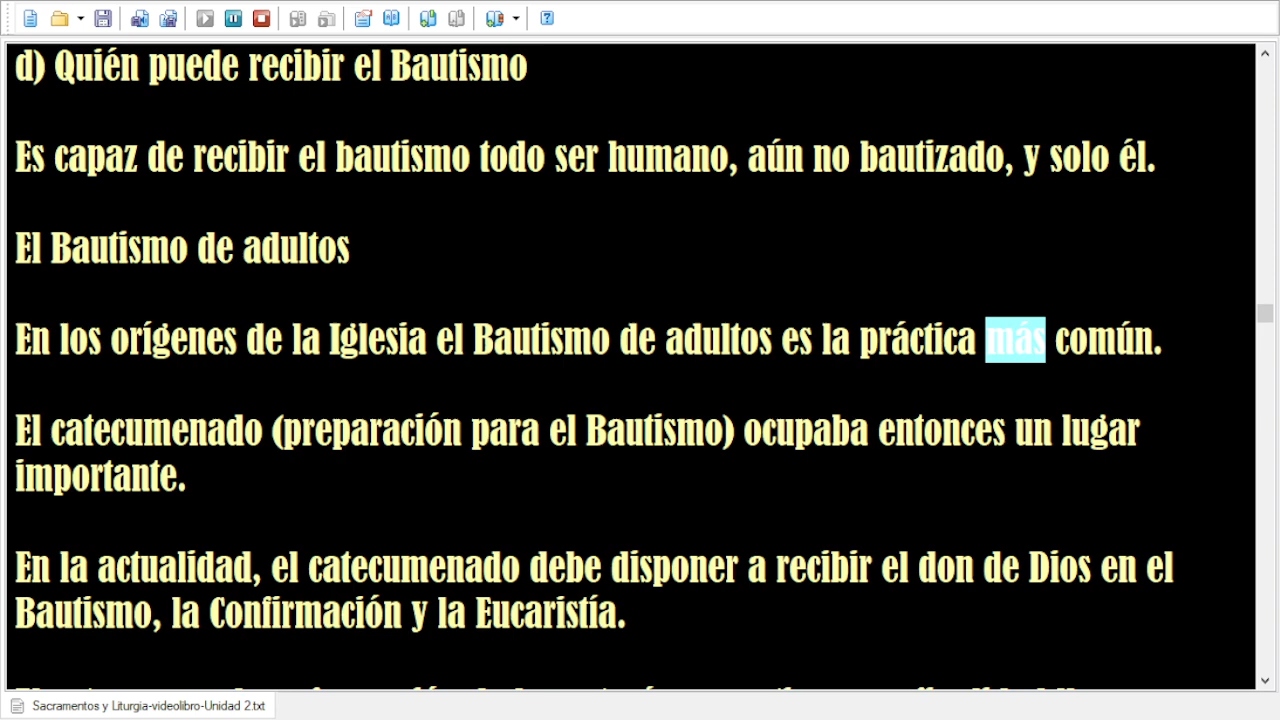 d) Quién puede recibir el Bautismo
Es capaz de recibir el bautismo todo ser humano, aún no bautizado, y solo él.
El Bautismo de adultos
En los orígenes de la Iglesia el Bautismo de adultos es la práctica más común.
El catecumenado (preparación para el Bautismo) ocupaba entonces un lugar
importante.
En la actualidad, el catecumenado debe disponer a recibir el don de Dios en el
Bautismo, la Confirmación y la Eucaristía.
Sacramentos y Liturgia-videolibro-Unidad 2.txt